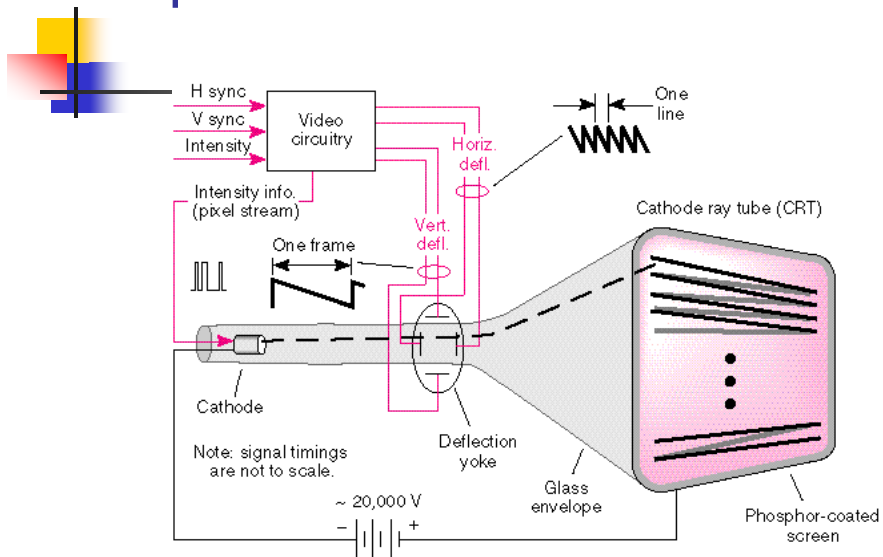 H sync
V sync
Intensity
Video
circuitry
Horiz.
defl.
One
line
Intensity info.
(pixel stream)
Vert.
defl.
One frame
Cathode ray tube (CRT)
Cathode
Note: signal timings
are not to scale.
Deflection
yoke
Glass
envelope
~ 20,000 V
− +
Phosphor-coated
screen